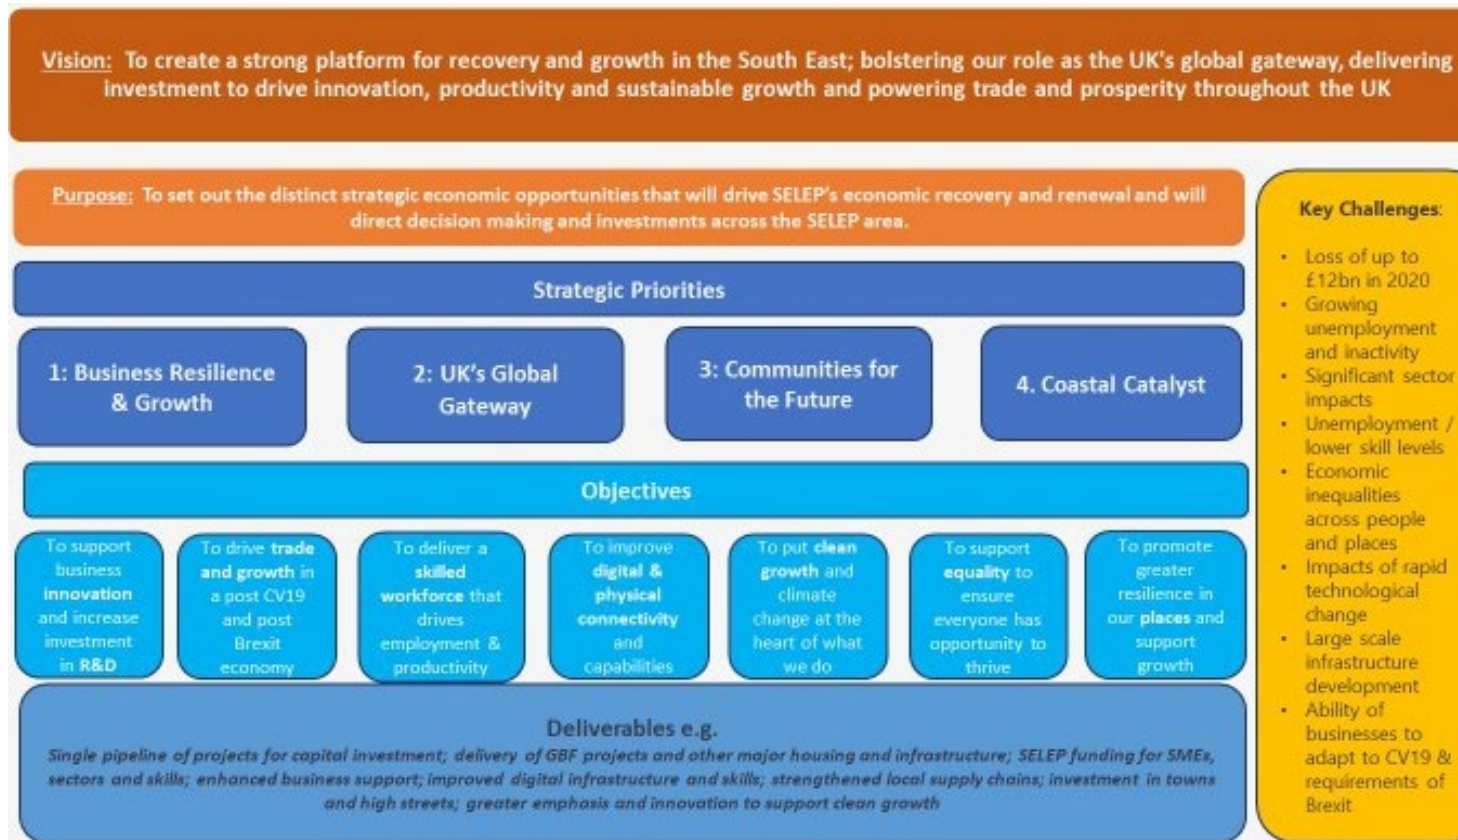 Vision: To create a strong platform for recovery and growth in the South East; bolstering our role as the UK's global gateway, delivering
investment to drive innovation, productivity and sustainable growth and powering trade and prosperity throughout the UK
Purpose: To set out the distinct strategic economic opportunities that will drive SELEP's economic recovery and renewal and will
direct decision making and investments across the SELEP area.
Strategic Priorities
1: Business Resilience
& Growth
2: UK's Global
Gateway
3: Communities for
the Future
4. Coastal Catalyst
Objectives
To support
business
innovation
and increase
investment
in R&D
To drive trade
and growth in
a post CV19
and post
Brexit
economy
To deliver a
skilled
workforce that
drives
employment &
productivity
To improve
digital &
physical
connectivity
and
capabilities
To put clean
growth and
climate
change at the
heart of what
we do
To support
equality to
ensure
everyone has
opportunity to
thrive
To promote
greater
resilience in
our places and
support
growth
Deliverables e.g.
Single pipeline of projects for capital investment; delivery of GBF projects and other major housing and infrastructure; SELEP funding for SMEs,
sectors and skills; enhanced business support; improved digital infrastructure and skills; strengthened local supply chains; investment in towns
and high streets; greater emphasis and innovation to support clean growth
Key Challenges:
• Loss of up to
£12bn in 2020
• Growing
unemployment
and inactivity
• Significant sector
impacts
• Unemployment /
lower skill levels
• Economic
inequalities
across people
and places
• Impacts of rapid
technological
change
• Large scale
infrastructure
development
• Ability of
businesses to
adapt to CV19 &
requirements of
Brexit